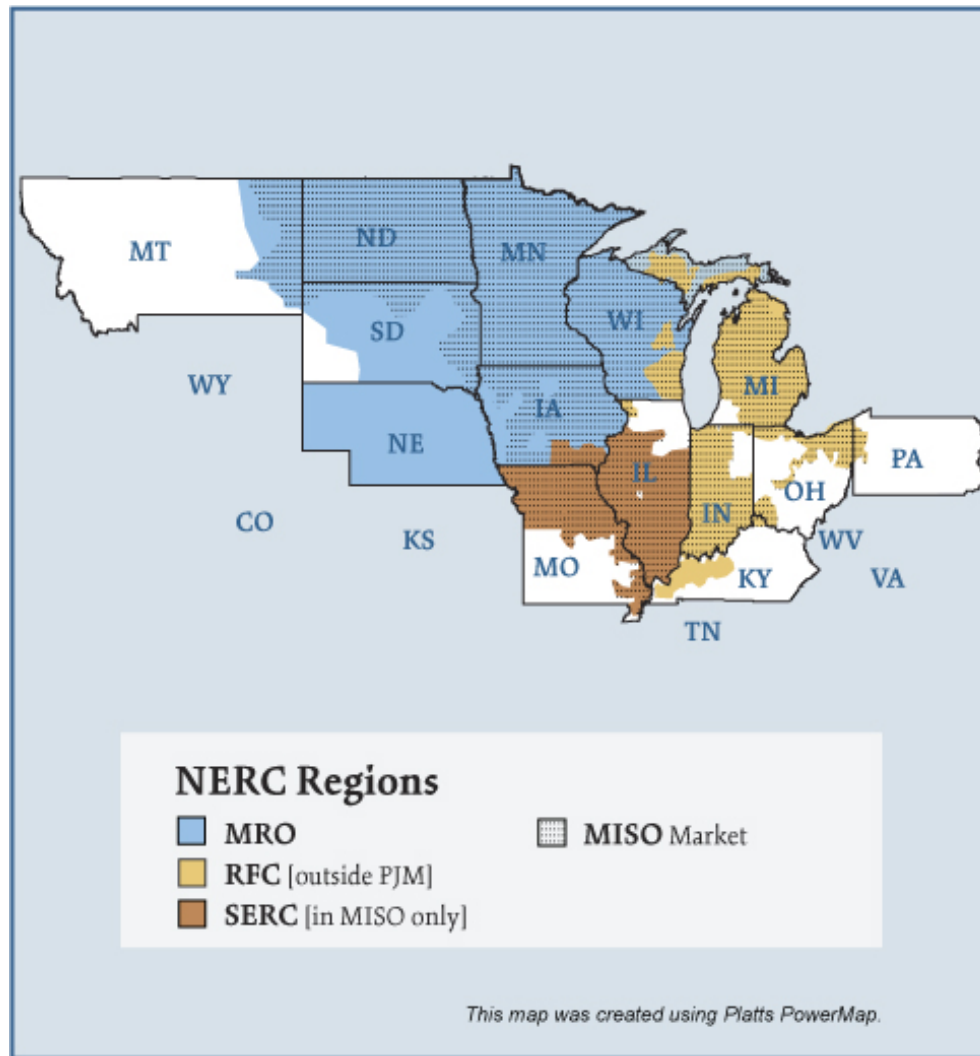 MT
ND
MN
SD
WI
WY
MI
IA
NE
PA
IL
OH
IN
CO
KS
WV
MO
KY
VA
TN
NERC Regions
MRO
MISO Market
RFC [outside PJM]
SERC [in MISO only]
This map was created using Platts PowerMap.